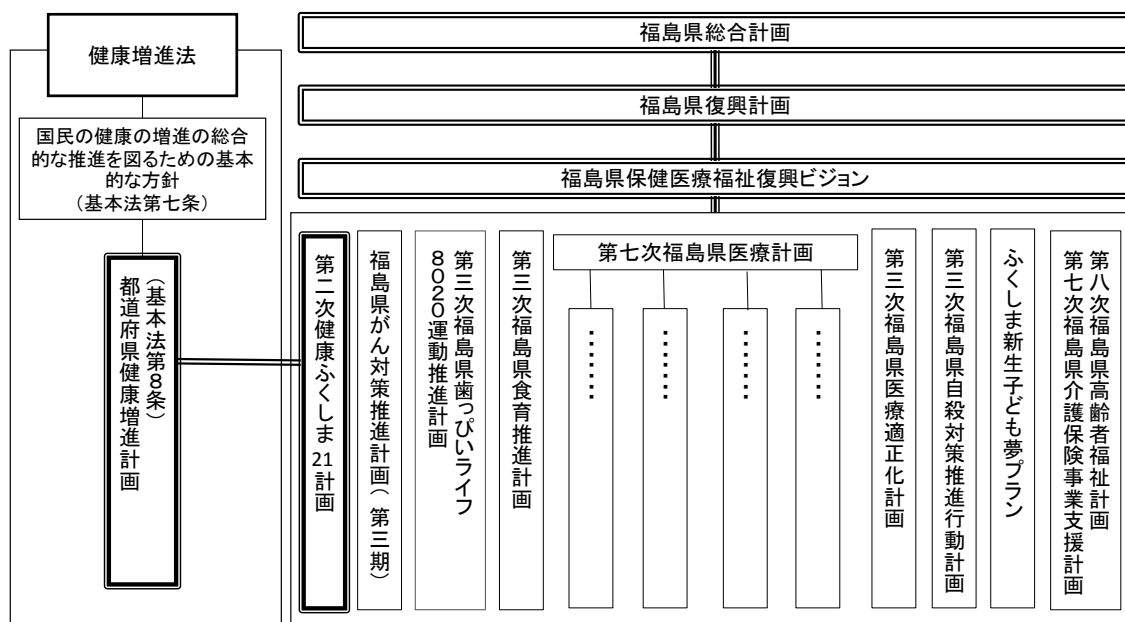 健康増進法
国民の健康の増進の総合
的な推進を図るための基本
的な方針
（基本法第七条）
（基本法第８条）
都道府県健康増進計画
福島県総合計画
福島県復興計画
福島県保健医療福祉復興ビジョン
第二次健康ふくしま21計画
福島県がん対策推進計画（第三期）
第三次福島県歯っぴいライフ
８０２０運動推進計画
第三次福島県食育推進計画
第七次福島県医療計画
・・・・・・
・・・・・・
・・・・・・
・・・・・・
第三次福島県医療適正化計画
第三次福島県自殺対策推進行動計画
ふくしま新生子ども夢プラン
第八次福島県高齢者福祉計画
第七次福島県介護保険事業支援計画